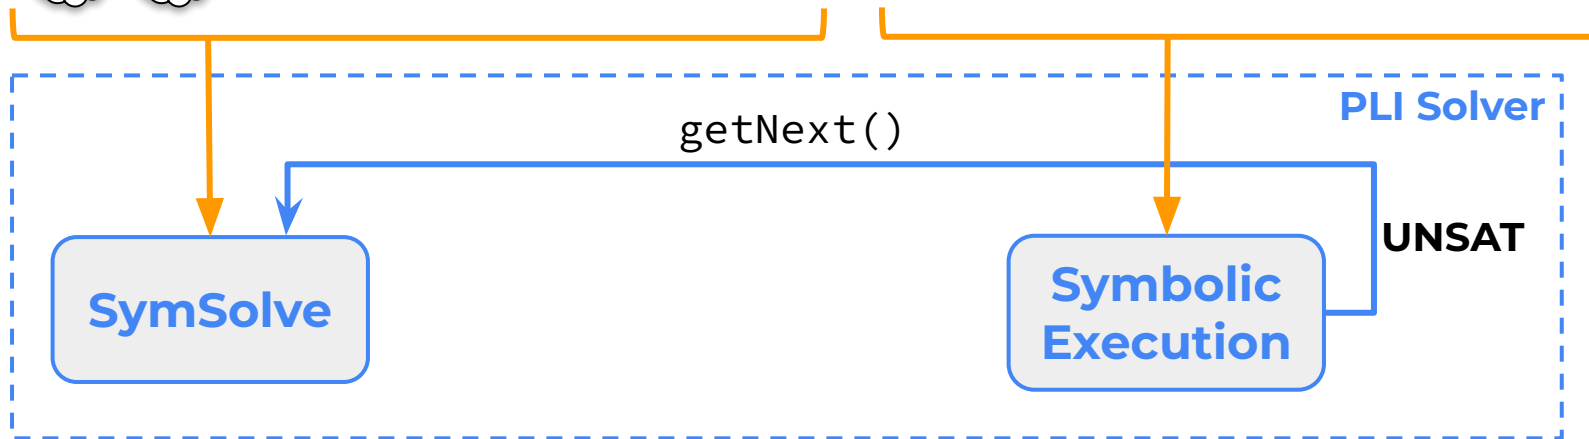 PLI Solver
getNext()
UNSAT
SymSolve
Symbolic
Execution